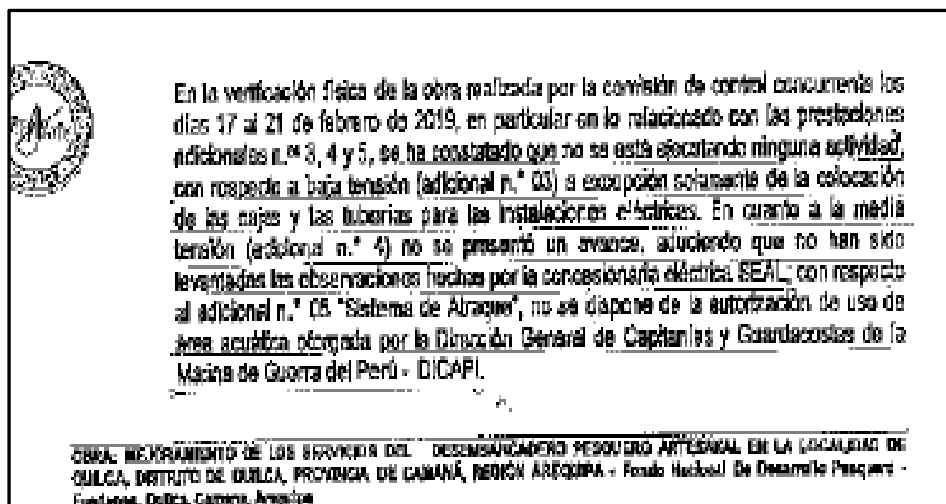 En la verificación física de la obra realizada por la comisión de control concurrente los
días 17 al 21 de febrero de 2019, en particular en lo relacionado con las prestaciones
adicionales n.ºs 3, 4 y 5, se ha constatado que no se está ejecutando ninguna actividad,
con respecto a baja tensión (adicional n.° 03) a excepción solamente de la colocación
de las cajas y las tuberías para las instalaciones eléctricas. En cuanto a la media
tensión (adicional n.° 4) no se presentó un avance, aduciendo que no han sido
levantadas las observaciones hechas por la concesionaria eléctrica SEAL, con respecto
al adicional n.° 05 "Sistema de Atraque", no se dispone de la autorización de uso de
área acuática otorgada por la Dirección General de Capitanías y Guardacostas de la
Marina de Guerra del Perú - DICAPI.
OBRA: MEJORAMIENTO DE LOS SERVICIOS DEL DESEMBARCADERO PESQUERO ARTESANAL EN LA LOCALIDAD DE
QUILCA, DISTRITO DE QUILCA, PROVINCIA DE CAMANÁ, REGIÓN AREQUIPA - Fondo Nacional De Desarrollo Pesquero -
Fondepes, Quilca, Camana, Arequipa